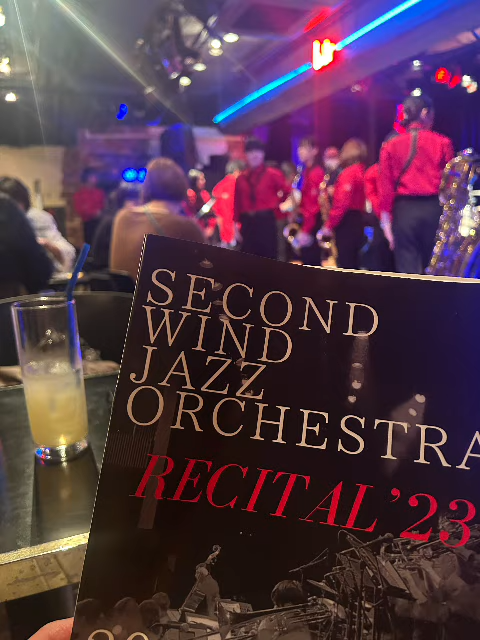 SECOND
WIND
JAZZ
ORCHESTRA
RECITAL '23